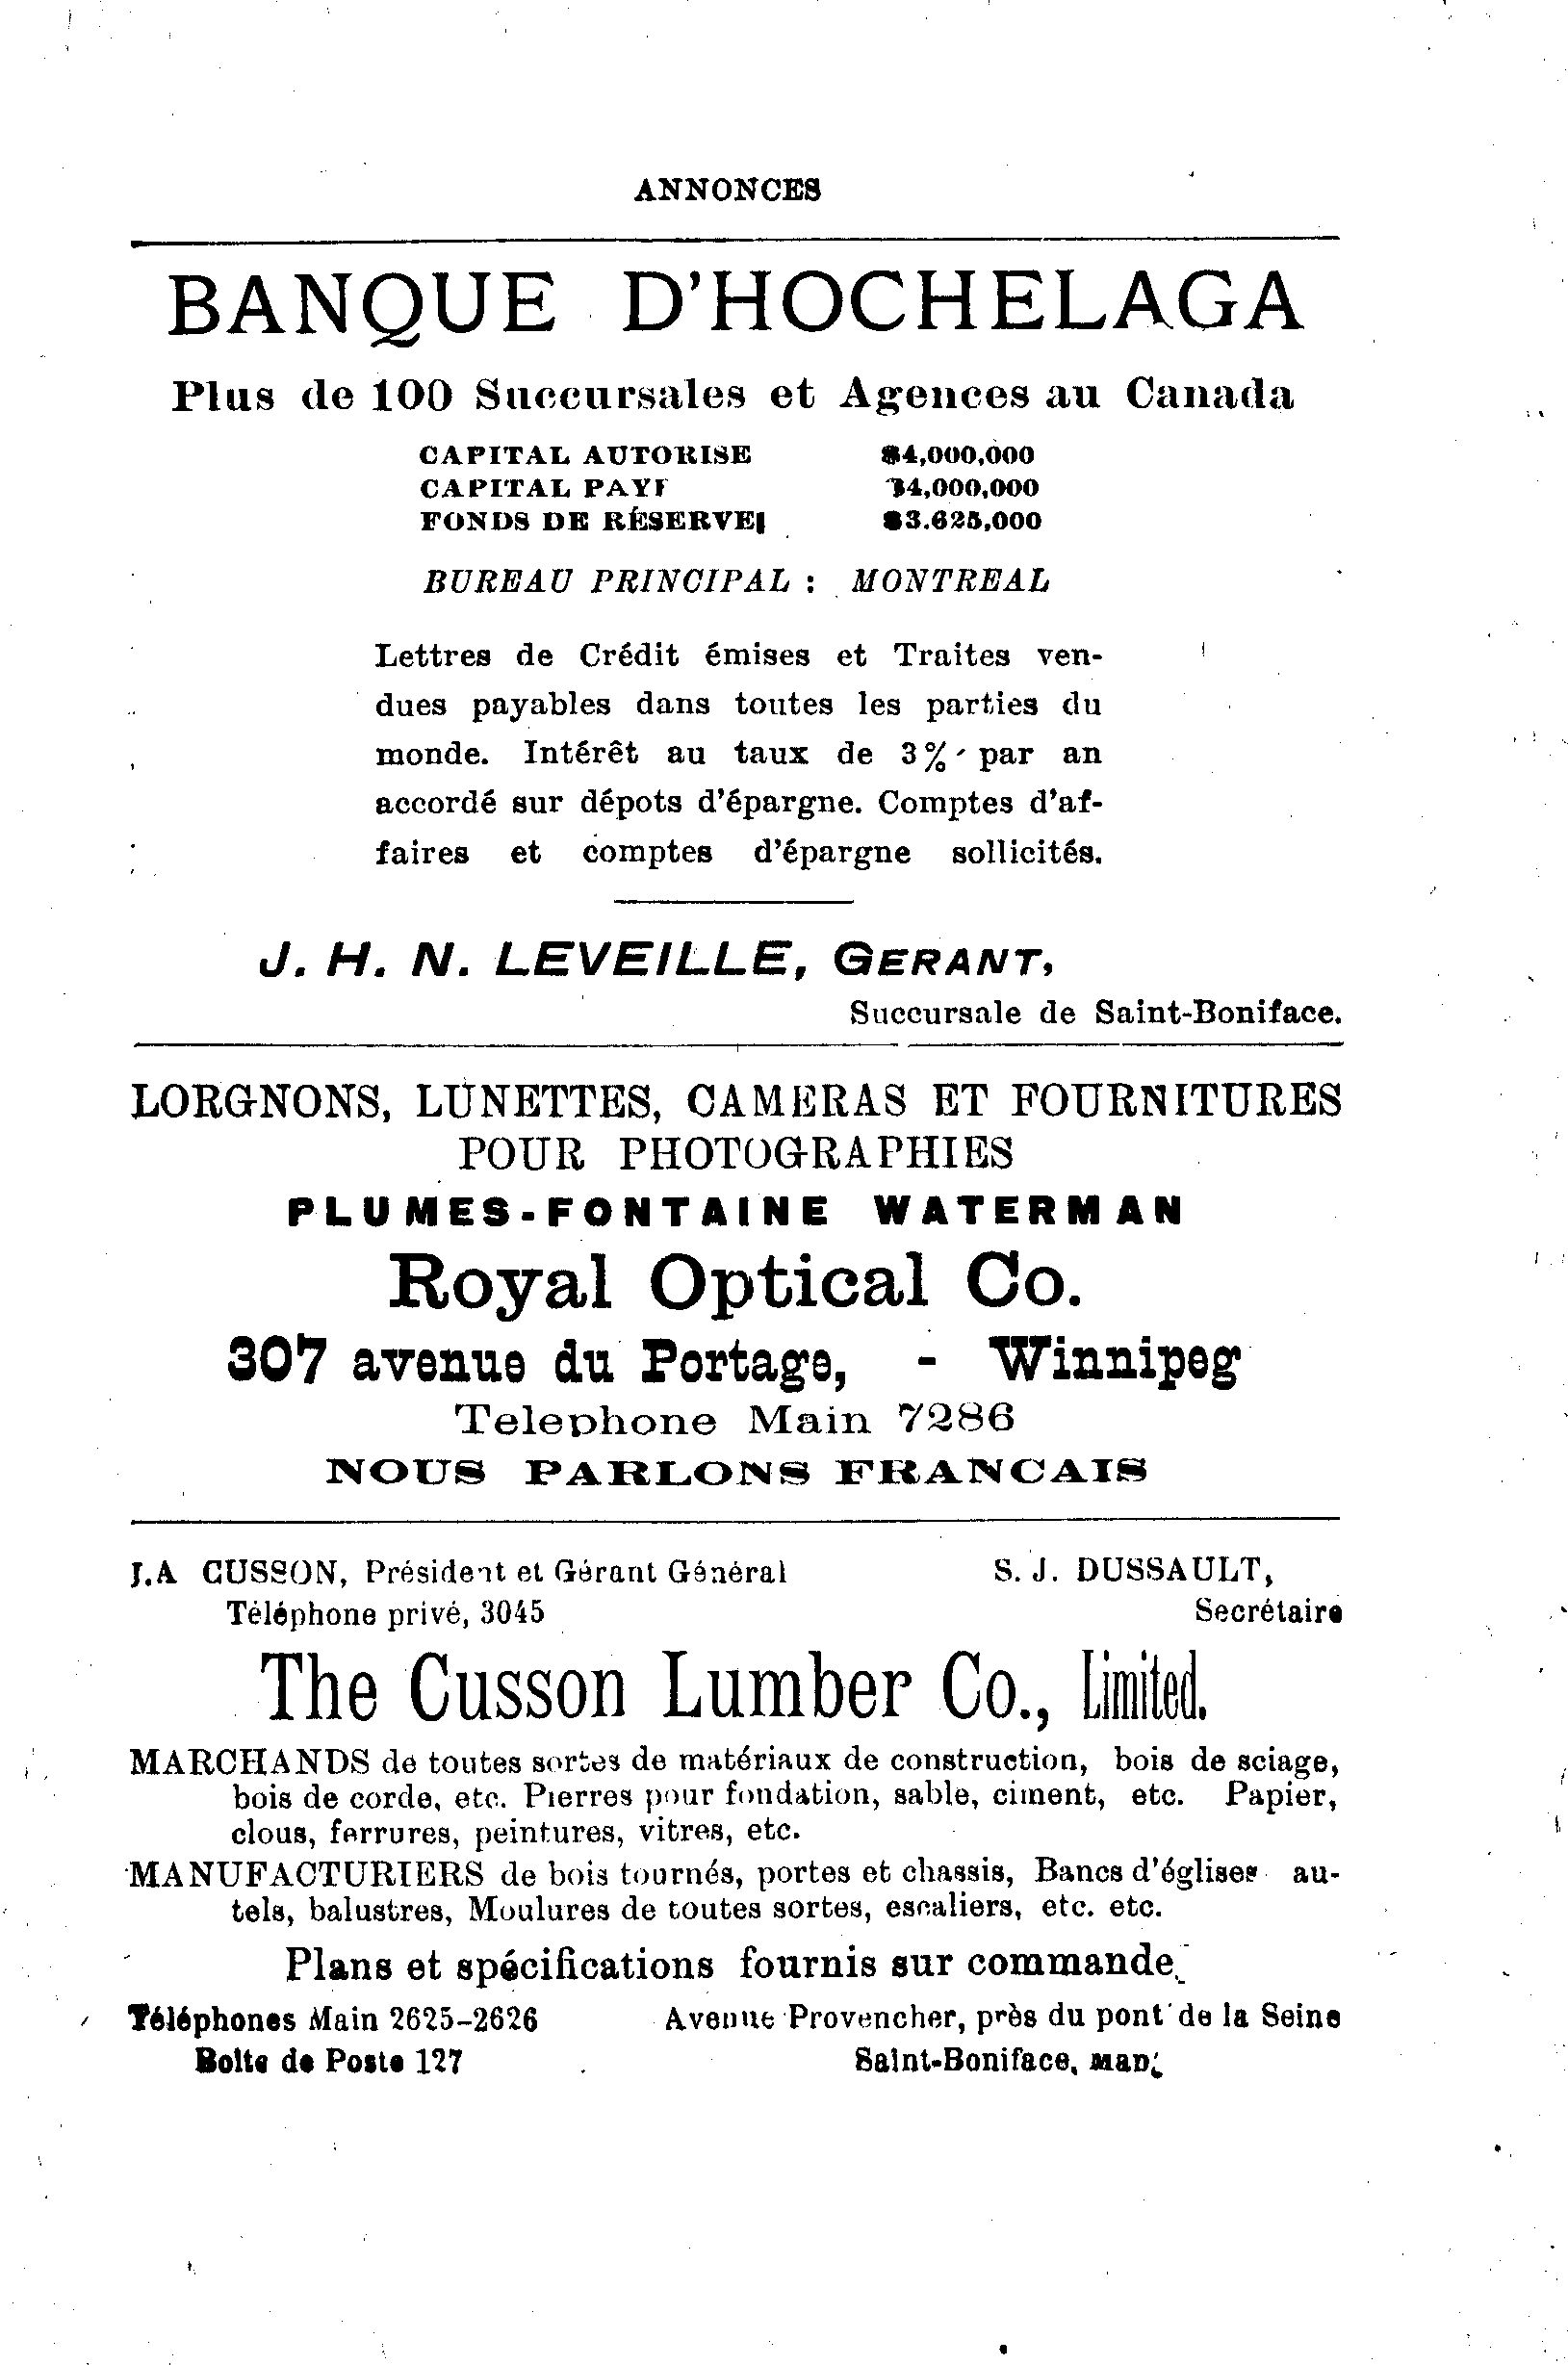 ANNONCES
BANQUE D'HOCHELAGA
Plus de 100 Succursales et Agences au Canada
CAPITAL AUTORISE $4,000,000
CAPITAL PAYE $4,000,000
FONDS DE RÉSERVE $3.625,000
BUREAU PRINCIPAL : MONTREAL
Lettres de Crédit émises et Traites ven-
dues payables dans toutes les parties du
monde. Intérêt au taux de 3% par an
accordé sur dépots d'épargne. Comptes d'af-
faires et comptes d'épargne sollicités.
J. H. N. LEVEILLE, GERANT,
Succursale de Saint-Boniface.
LORGNONS, LUNETTES, CAMERAS ET FOURNITURES
POUR PHOTOGRAPHIES
PLUMES-FONTAINE WATERMAN
Royal Optical Co.
307 avenue du Portage, - Winnipeg
Telephone Main 7286
NOUS PARLONS FRANCAIS
J.A CUSSON, Président et Gérant Général S. J. DUSSAULT,
Téléphone privé, 3045 Secrétaire
The Cusson Lumber Co., Limited.
MARCHANDS de toutes sortes de matériaux de construction, bois de sciage,
bois de corde, etc. Pierres pour fondation, sable, ciment, etc. Papier,
clous, ferrures, peintures, vitres, etc.
MANUFACTURIERS de bois tournés, portes et chassis, Bancs d'églises au-
tels, balustres, Moulures de toutes sortes, escaliers, etc. etc.
Plans et spécifications fournis sur commande.
Téléphones Main 2625-2626 Avenue Provencher, près du pont de la Seine
Boite de Poste 127 Saint-Boniface, Man.